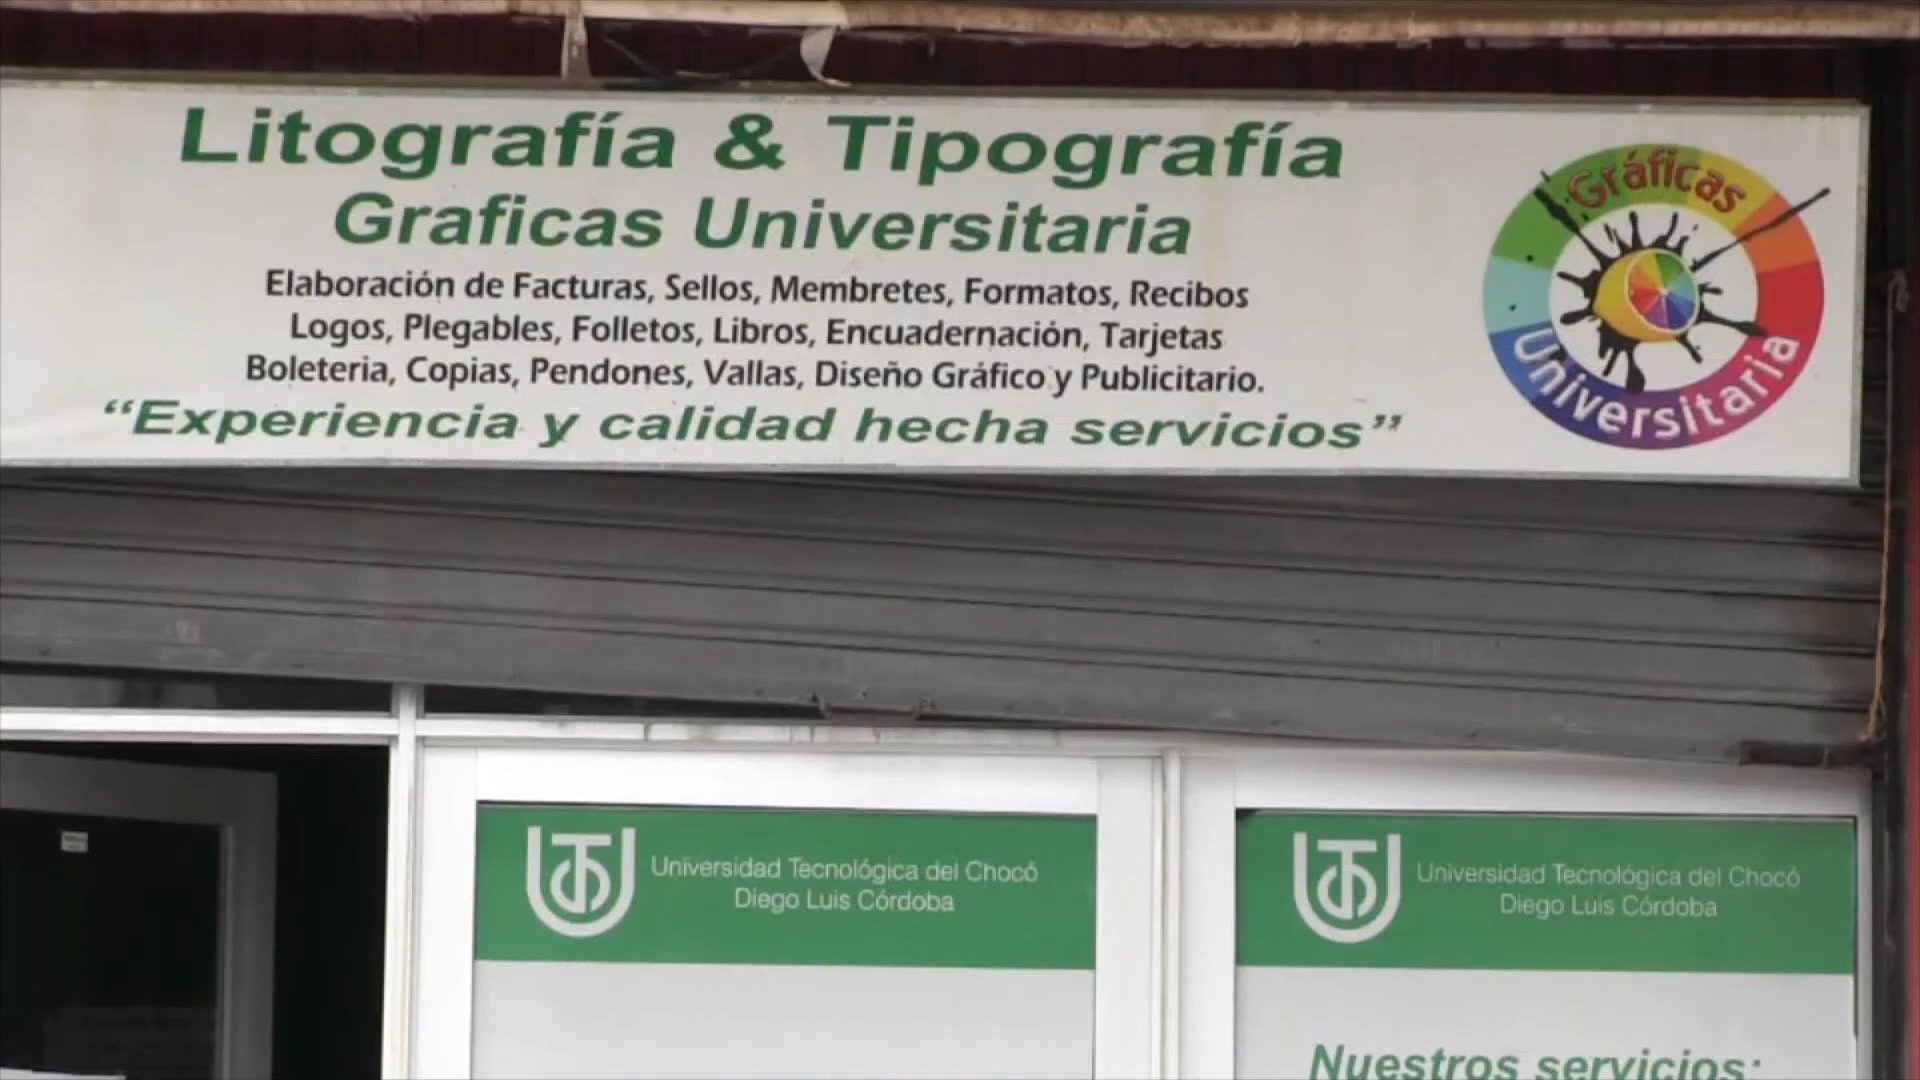 Litografía & Tipografía
Graficas Universitaria
Elaboración de Facturas, Sellos, Membretes, Formatos, Recibos
Logos, Plegables, Folletos, Libros, Encuadernación, Tarjetas
Boleteria, Copias, Pendones, Vallas, Diseño Gráfico y Publicitario.
“Experiencia y calidad hecha servicios”
Gráficas
Universitaria
Universidad Tecnológica del Chocó
Diego Luis Córdoba
Universidad Tecnológica del Chocó
Diego Luis Córdoba
Nuestros servicios: